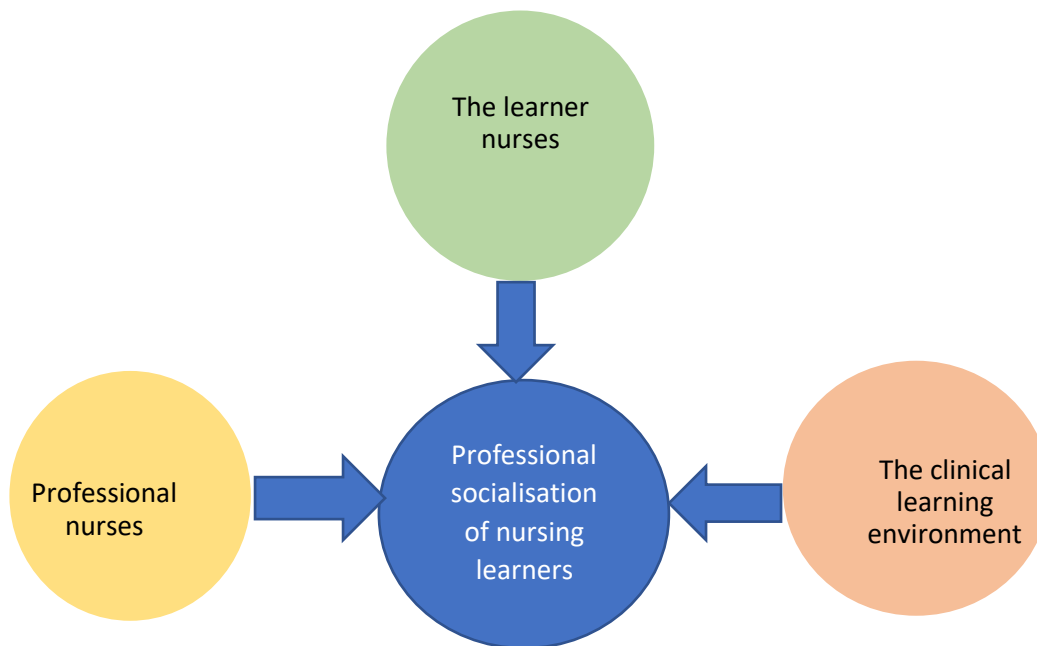 The learner
nurses
Professional
nurses
Professional
socialisation
of nursing
learners
The clinical
learning
environment